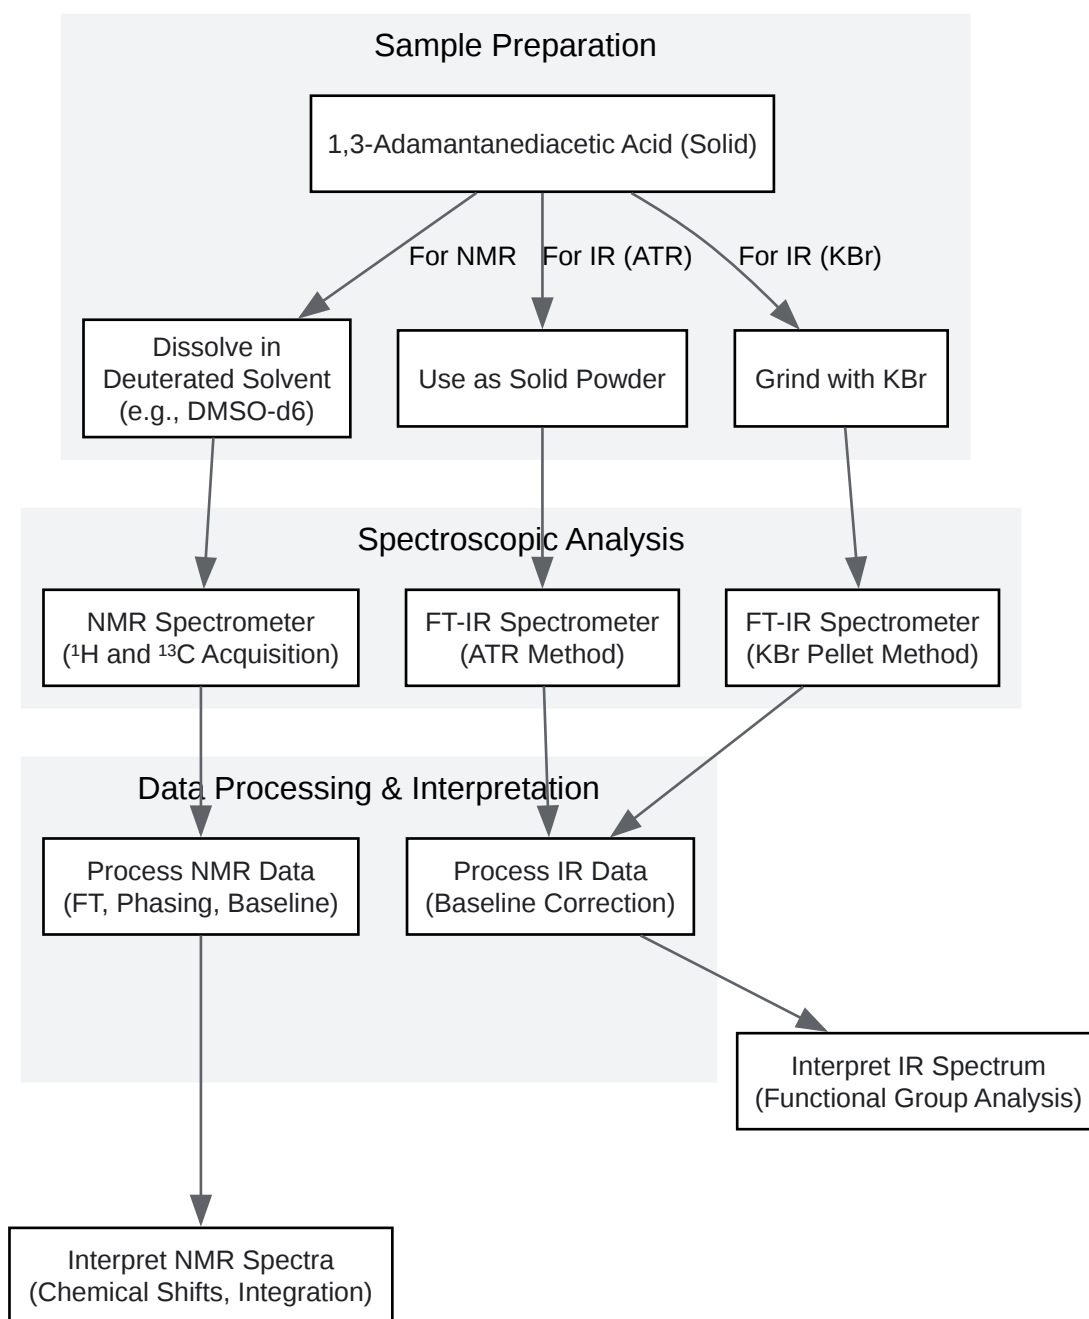 Sample Preparation
1,3-Adamantanediacetic Acid (Solid)
For NMR
For IR (ATR)
For IR (KBr)
Dissolve in
Deuterated Solvent
(e.g., DMSO-d6)
Use as Solid Powder
Grind with KBr
Spectroscopic Analysis
NMR Spectrometer
(¹H and ¹³C Acquisition)
FT-IR Spectrometer
(ATR Method)
FT-IR Spectrometer
(KBr Pellet Method)
Data Processing & Interpretation
Process NMR Data
(FT, Phasing, Baseline)
Process IR Data
(Baseline Correction)
Interpret IR Spectrum
(Functional Group Analysis)
Interpret NMR Spectra
(Chemical Shifts, Integration)